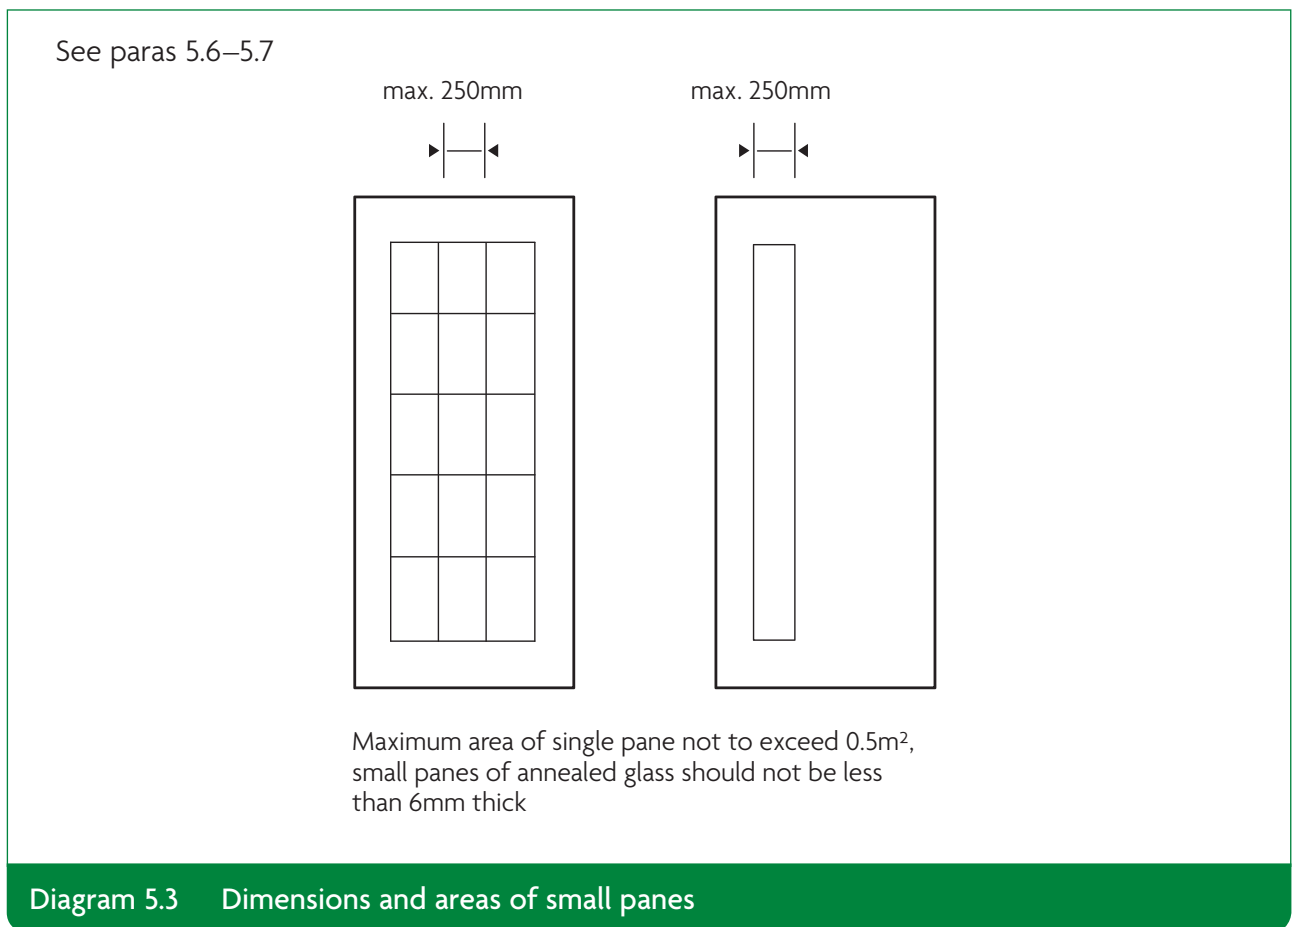 See paras 5.6–5.7
max. 250mm
max. 250mm
Maximum area of single pane not to exceed 0.5m²,
small panes of annealed glass should not be less
than 6mm thick
Diagram 5.3 Dimensions and areas of small panes